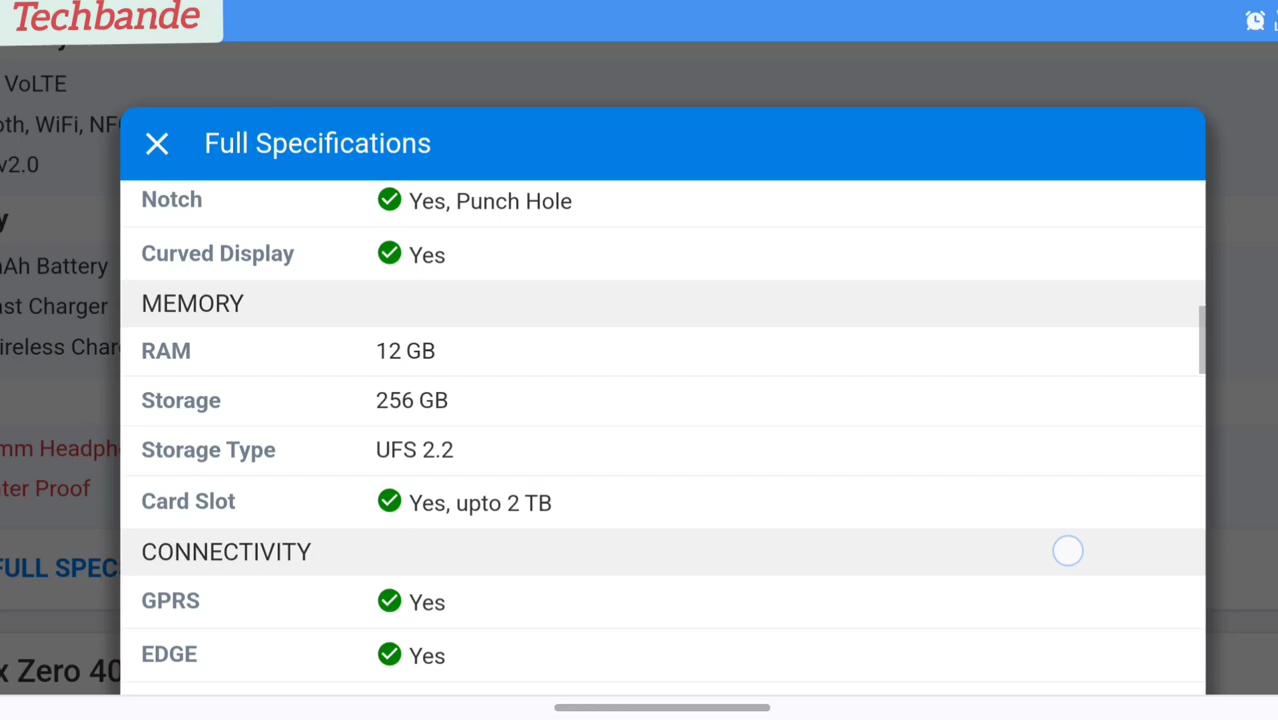 Techbande
VoLTE
oth, WiFi, NF
v2.0
y
Ah Battery
ast Charger
ireless Char
mm Headph
ter Proof
FULL SPEC
x Zero 40
Full Specifications
Notch Yes, Punch Hole
Curved Display Yes
MEMORY
RAM 12 GB
Storage 256 GB
Storage Type UFS 2.2
Card Slot Yes, upto 2 TB
CONNECTIVITY
GPRS Yes
EDGE Yes